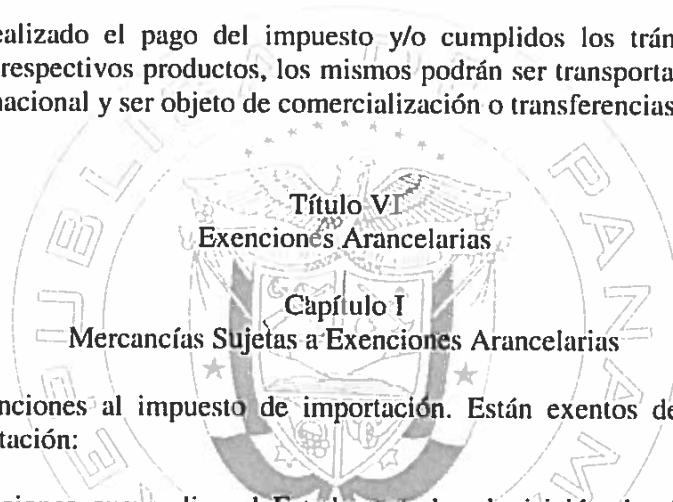 ealizado el pago del impuesto y/o cumplidos los trán
respectivos productos, los mismos podrán ser transporta
nacional y ser objeto de comercialización o transferencias
Título VI
Exenciones Arancelarias
Capítulo I
Mercancías Sujetas a Exenciones Arancelarias
nciones al impuesto de importación. Están exentos de
tación: